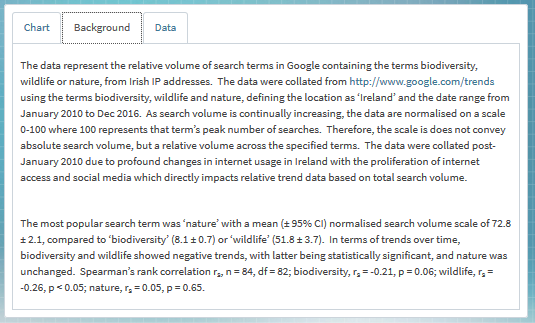 Chart Background Data
The data represent the relative volume of search terms in Google containing the terms biodiversity,
wildlife or nature, from Irish IP addresses. The data were collated from http://www.google.com/trends
using the terms biodiversity, wildlife and nature, defining the location as 'Ireland' and the date range from
January 2010 to Dec 2016. As search volume is continually increasing, the data are normalised on a scale
0-100 where 100 represents that term's peak number of searches. Therefore, the scale is does not convey
absolute search volume, but a relative volume across the specified terms. The data were collated post-
January 2010 due to profound changes in internet usage in Ireland with the proliferation of internet
access and social media which directly impacts relative trend data based on total search volume.
The most popular search term was 'nature' with a mean (± 95% CI) normalised search volume scale of 72.8
± 2.1, compared to 'biodiversity' (8.1 ± 0.7) or 'wildlife' (51.8 ± 3.7). In terms of trends over time,
biodiversity and wildlife showed negative trends, with latter being statistically significant, and nature was
unchanged. Spearman's rank correlation rs, n = 84, df = 82; biodiversity, rs = -0.21, p = 0.06; wildlife, rs =
-0.26, p < 0.05; nature, rs = 0.05, p = 0.65.